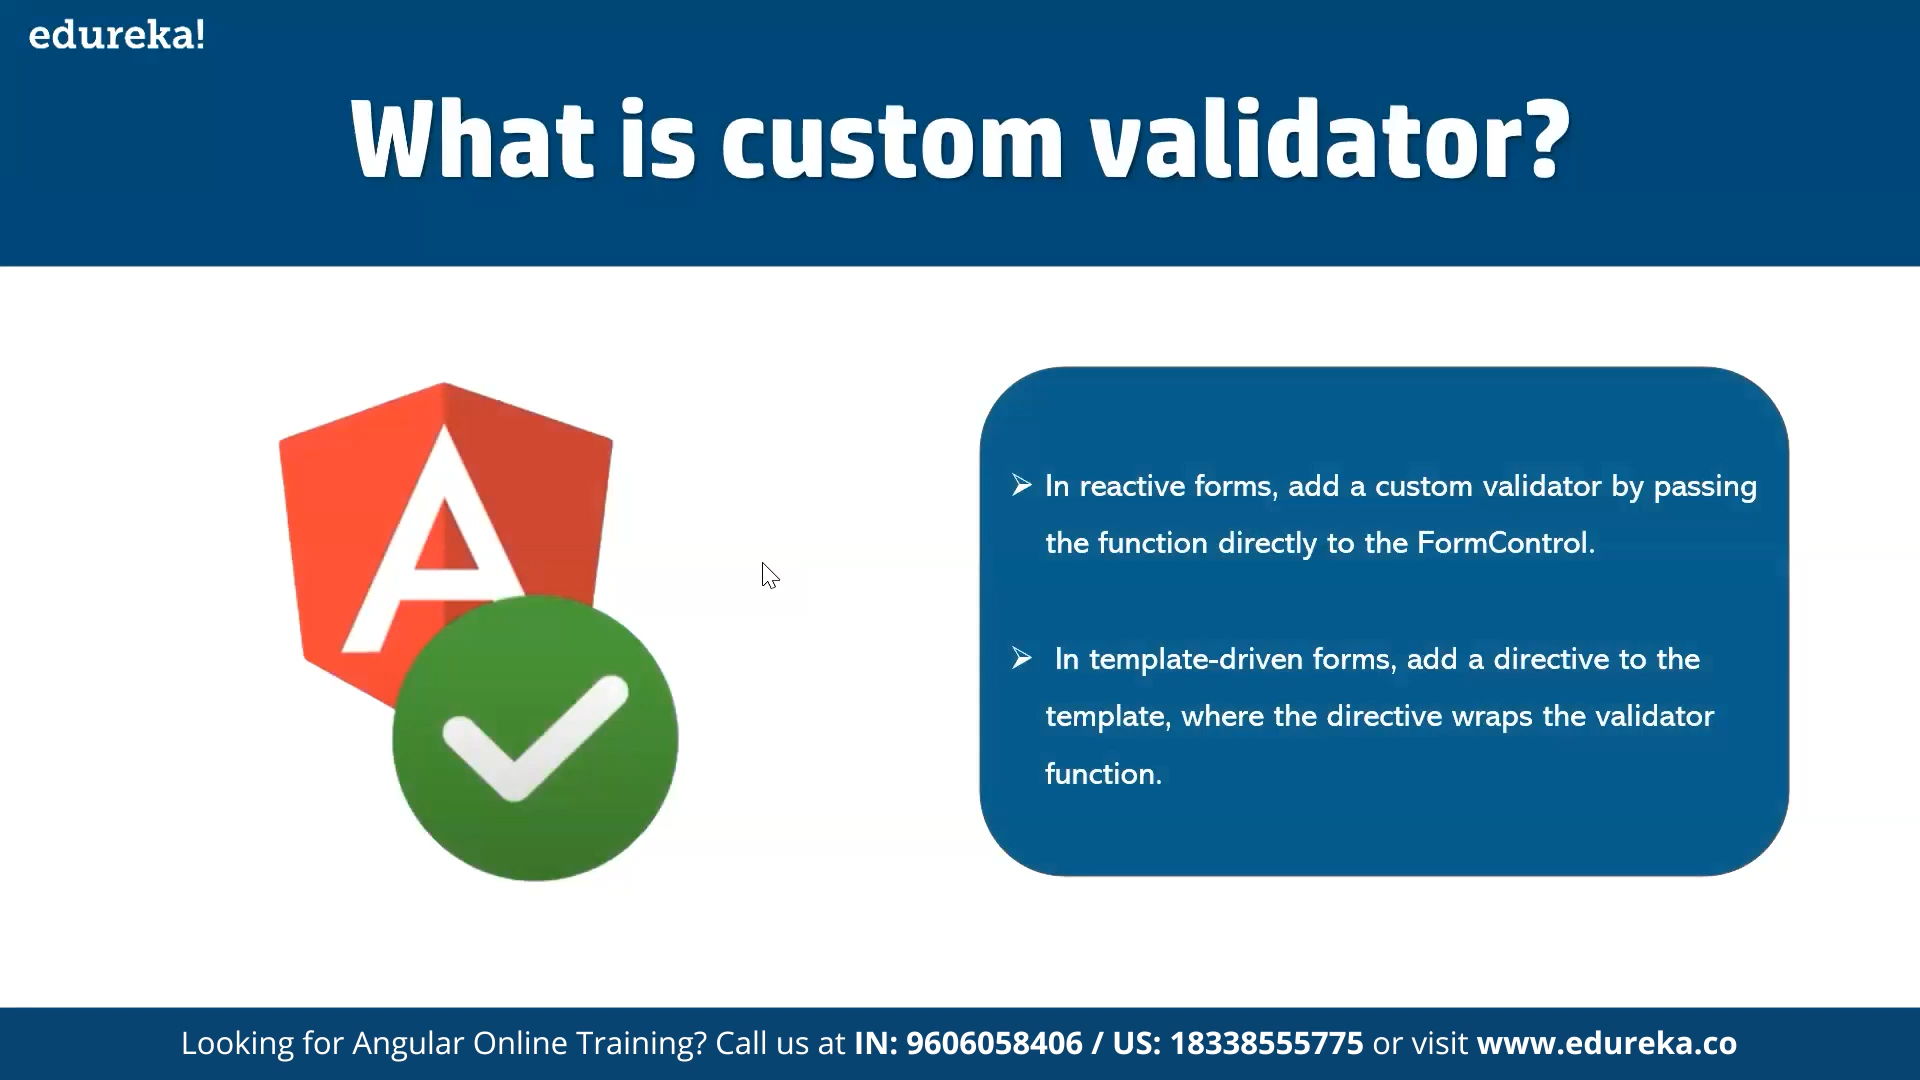 edureka!
What is custom validator?
➢ In reactive forms, add a custom validator by passing
the function directly to the FormControl.
➢ In template-driven forms, add a directive to the
template, where the directive wraps the validator
function.
Looking for Angular Online Training? Call us at IN: 9606058406 / US: 18338555775 or visit www.edureka.co